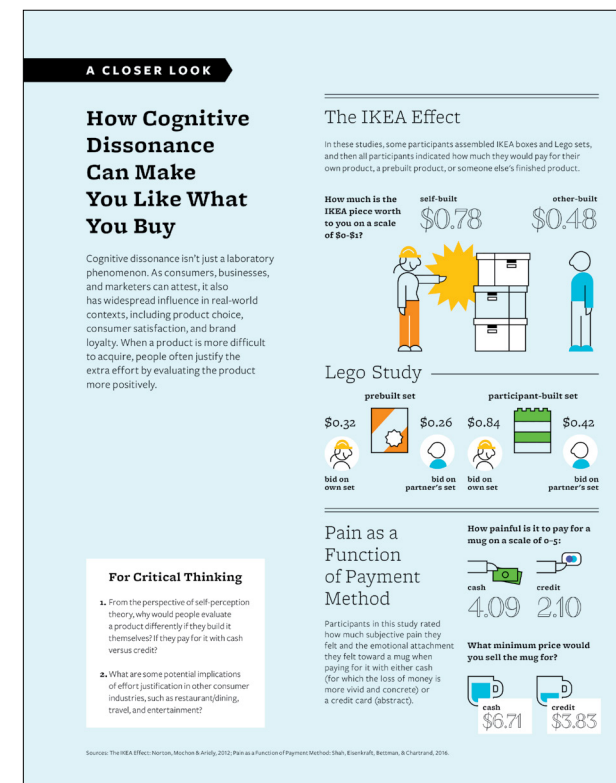 A CLOSER LOOK
How Cognitive
Dissonance
Can Make
You Like What
You Buy
Cognitive dissonance isn't just a laboratory
phenomenon. As consumers, businesses,
and marketers can attest, it also
has widespread influence in real-world
contexts, including product choice,
consumer satisfaction, and brand
loyalty. When a product is more difficult
to acquire, people often justify the
extra effort by evaluating the product
more positively.
For Critical Thinking
1. From the perspective of self-perception
theory, why would people evaluate
a product differently if they build it
themselves? If they pay for it with cash
versus credit?
2. What are some potential implications
of effort justification in other consumer
industries, such as restaurant/dining,
travel, and entertainment?
The IKEA Effect
In these studies, some participants assembled IKEA boxes and Lego sets,
and then all participants indicated how much they would pay for their
own product, a prebuilt product, or someone else's finished product.
How much is the
IKEA piece worth
to you on a scale
of $0-$1?
self-built
$0.78
other-built
$0.48
Lego Study
prebuilt set
participant-built set
$0.32
$0.26
$0.84
$0.42
bid on
own set
bid on
partner's set
bid on
own set
bid on
partner's set
Pain as a
Function
of Payment
Method
Participants in this study rated
how much subjective pain they
felt and the emotional attachment
they felt toward a mug when
paying for it with either cash
(for which the loss of money is
more vivid and concrete) or
a credit card (abstract).
How painful is it to pay for a
mug on a scale of 0-5:
cash
4.09
credit
2.10
What minimum price would
you sell the mug for?
D
D
cash
$6.71
credit
$3.83
Sources: The IKEA Effect: Norton, Mochon & Ariely, 2012; Pain as a Function of Payment Method: Shah, Eisenkraft, Bettman, & Chartrand, 2016.